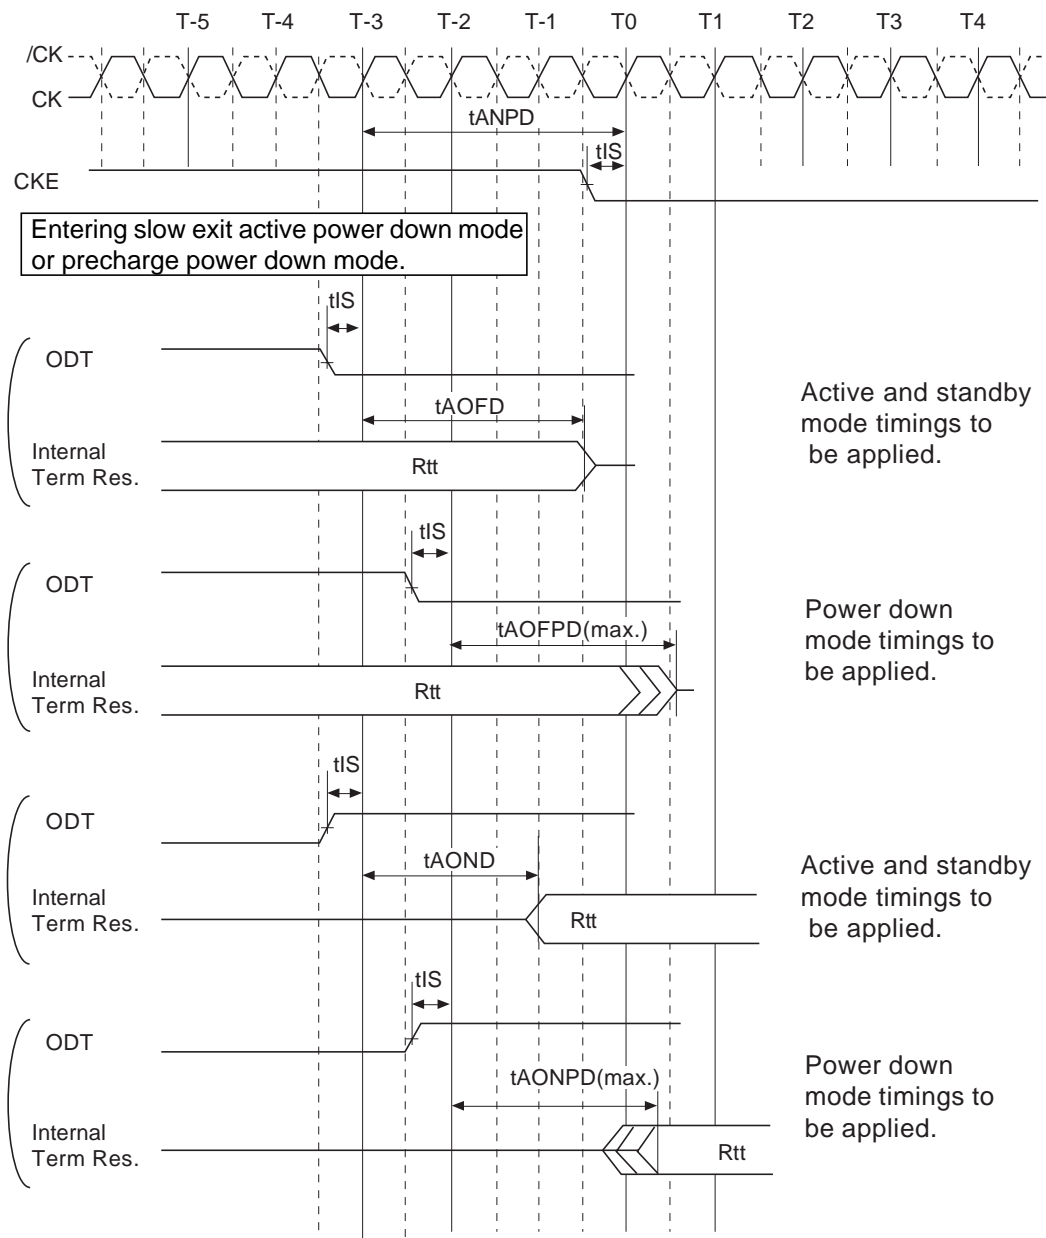 T-5 T-4 T-3 T-2 T-1 T0 T1 T2 T3 T4
/CK
CK
tANPD
tIS
CKE
Entering slow exit active power down mode
or precharge power down mode.
tIS
ODT
Active and standby
mode timings to
be applied.
tAOFD
Internal
Term Res.
Rtt
tIS
ODT
Power down
mode timings to
be applied.
tAOFPD(max.)
Internal
Term Res.
Rtt
tIS
ODT
Active and standby
mode timings to
be applied.
tAOND
Internal
Term Res.
Rtt
tIS
ODT
Power down
mode timings to
be applied.
tAONPD(max.)
Internal
Term Res.
Rtt